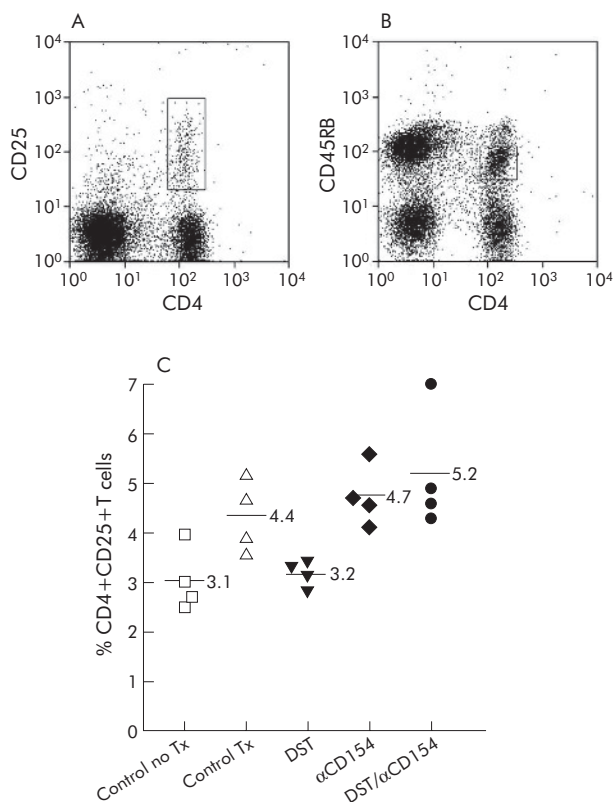 A
10⁴
10³
10²
10¹
10⁰
CD25
10⁰ 10¹ 10² 10³ 10⁴
CD4
B
10⁴
10³
10²
10¹
10⁰
CD45RB
10⁰ 10¹ 10² 10³ 10⁴
CD4
C
7
6
5
4
3
2
1
0
% CD4+CD25+T cells
3.1
4.4
3.2
4.7
5.2
Control no Tx
Control Tx
DST
αCD154
DST/αCD154